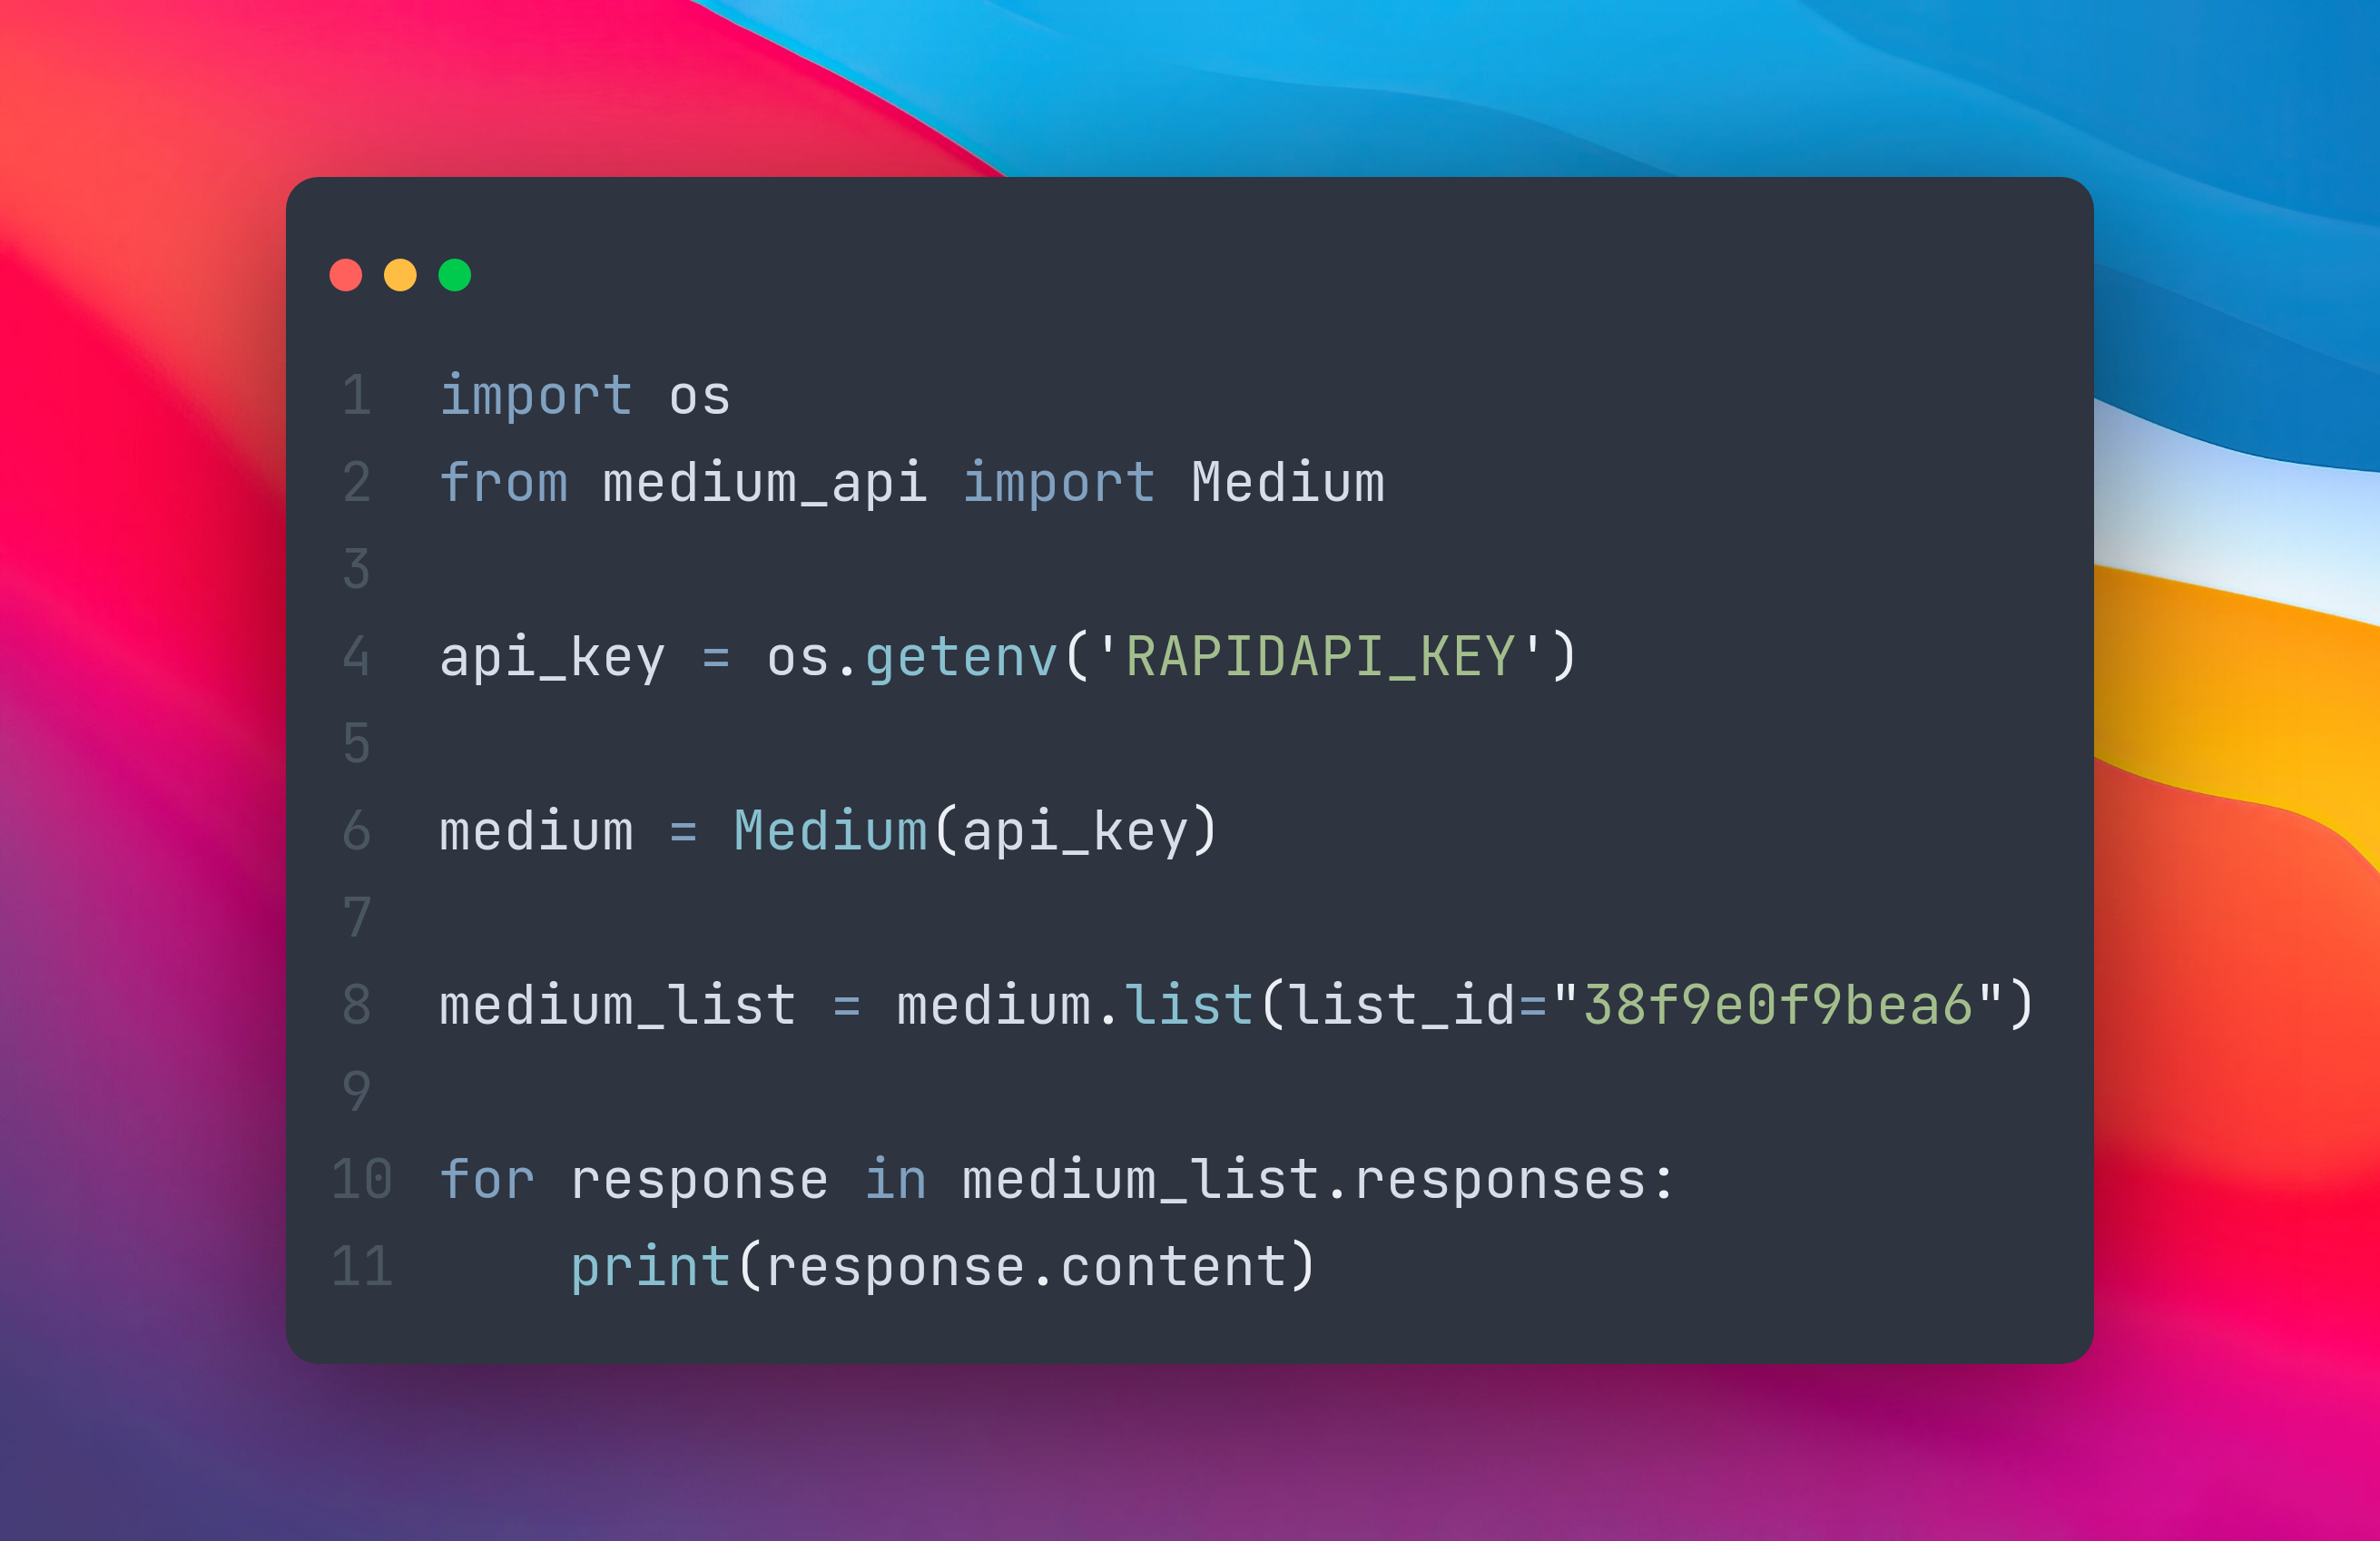 1 import os
2 from medium_api import Medium
3
4 api_key = os.getenv('RAPIDAPI_KEY')
5
6 medium = Medium(api_key)
7
8 medium_list = medium.list(list_id="38f9e0f9bea6")
9
10 for response in medium_list.responses:
11     print(response.content)